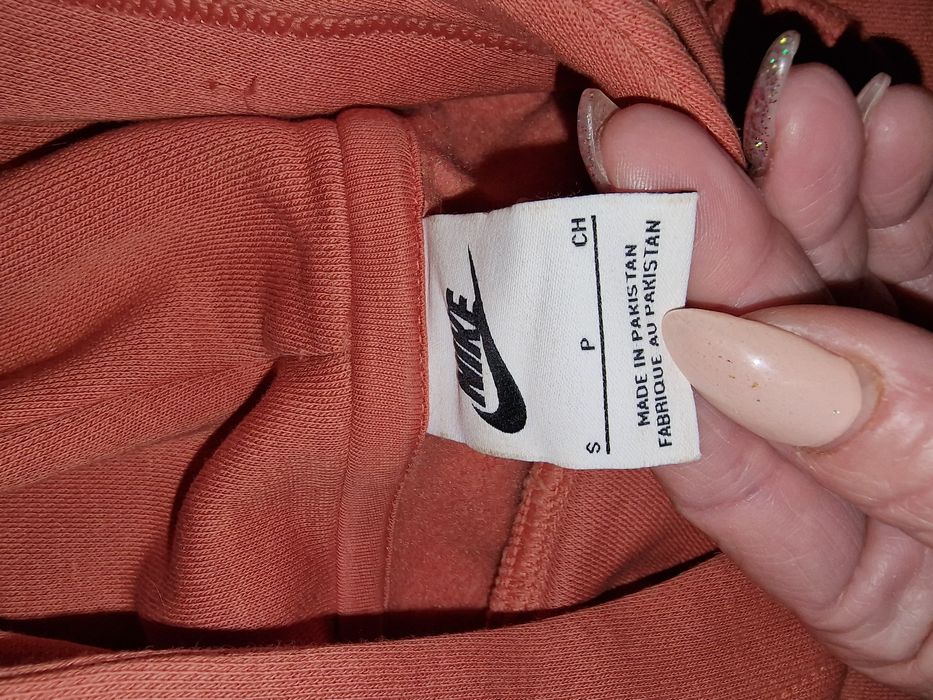 NIKE
S P CH
MADE IN PAKISTAN
FABRIQUE AU PAKISTAN